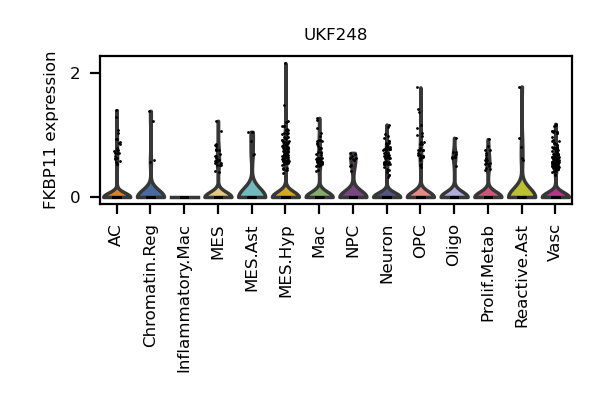 UKF248
FKBP11 expression
2
0
AC
Chromatin.Reg
Inflammatory.Mac
MES
MES.Ast
MES.Hyp
Mac
NPC
Neuron
OPC
Oligo
Prolif.Metab
Reactive.Ast
Vasc